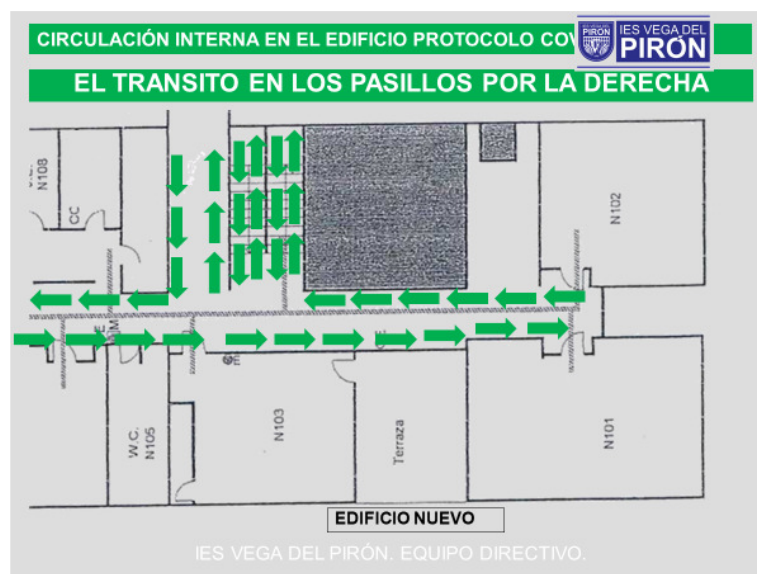 CIRCULACIÓN INTERNA EN EL EDIFICIO PROTOCOLO
PIRÓN
IES VEGA DEL
PIRÓN
EL TRANSITO EN LOS PASILLOS POR LA DERECHA
N108
CC
N102
W.C.
N105
N103
Terraza
N101
EDIFICIO NUEVO
IES VEGA DEL PIRÓN. EQUIPO DIRECTIVO.